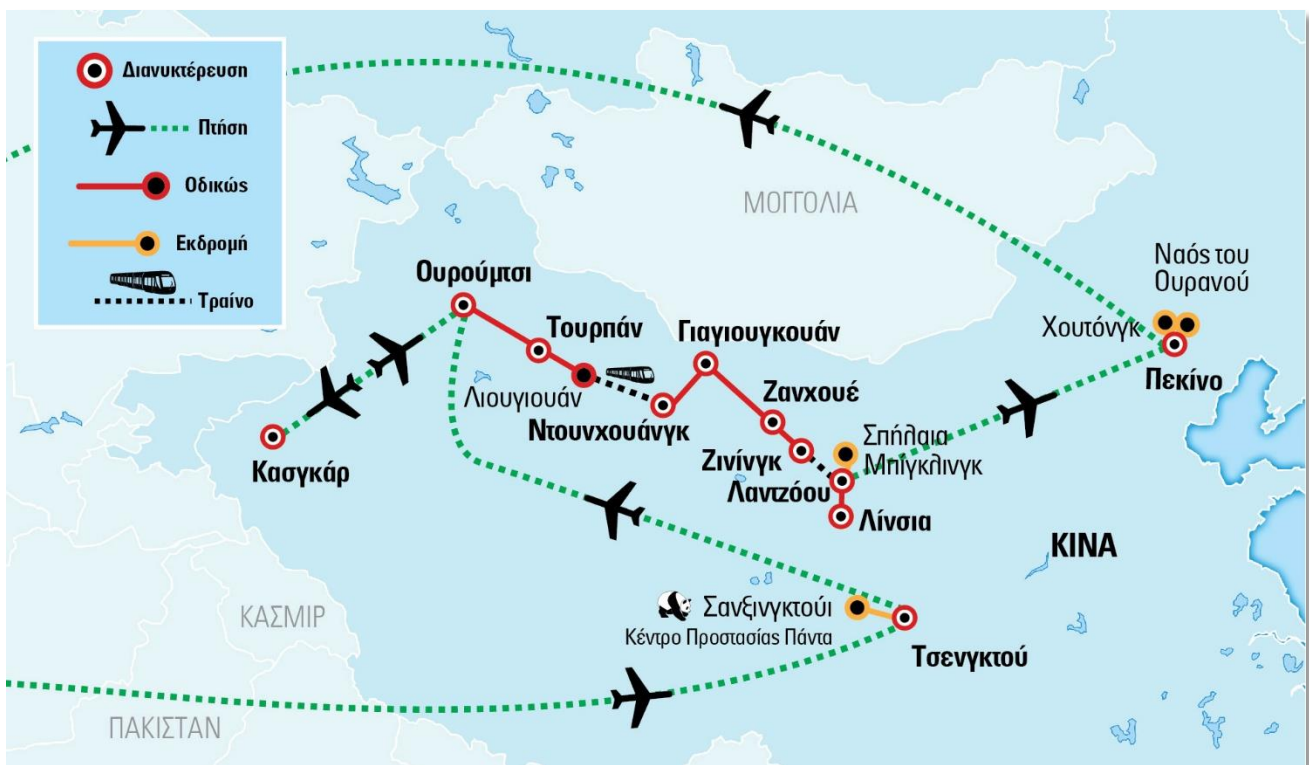 Διανυκτέρευση
Πτήση
Οδικώς
Εκδρομή
Τραίνο
ΜΟΓΓΟΛΙΑ
Ναός του
Ουρανού
Χουτόνγκ
Πεκίνο
Ουρούμτσι
Τουρπάν
Λιουγιουάν
Γιαγιουγκουάν
Ντουνχουάνγκ
Ζανχουέ
Ζινίνγκ
Σπήλαια
Μπίγκλινγκ
Λαντζόου
Λίνσια
Κασγκάρ
ΚΙΝΑ
ΚΑΣΜΙΡ
Σανξινγκτούι
Κέντρο Προστασίας Πάντα
Τσενγκτού
ΠΑΚΙΣΤΑΝ